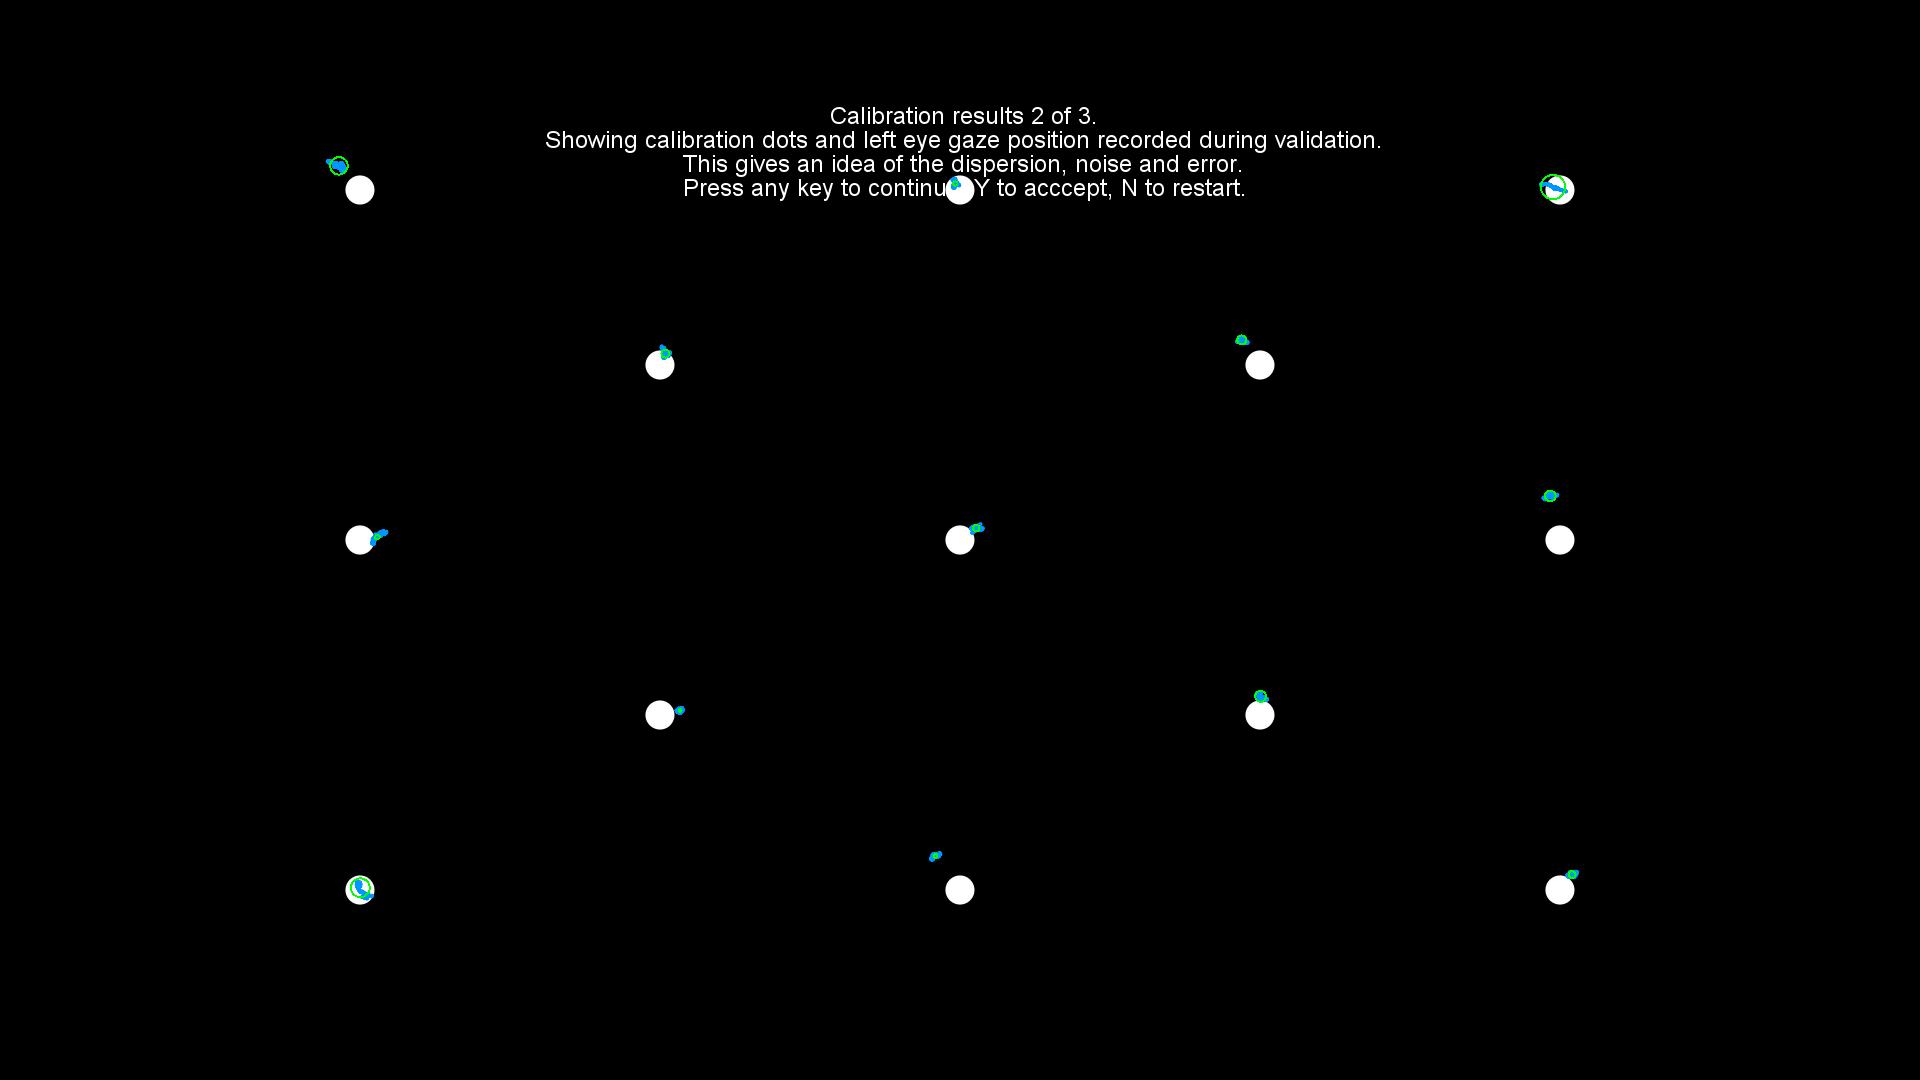 Calibration results 2 of 3.
Showing calibration dots and left eye gaze position recorded during validation.
This gives an idea of the dispersion, noise and error.
Press any key to continu Y to acccept, N to restart.